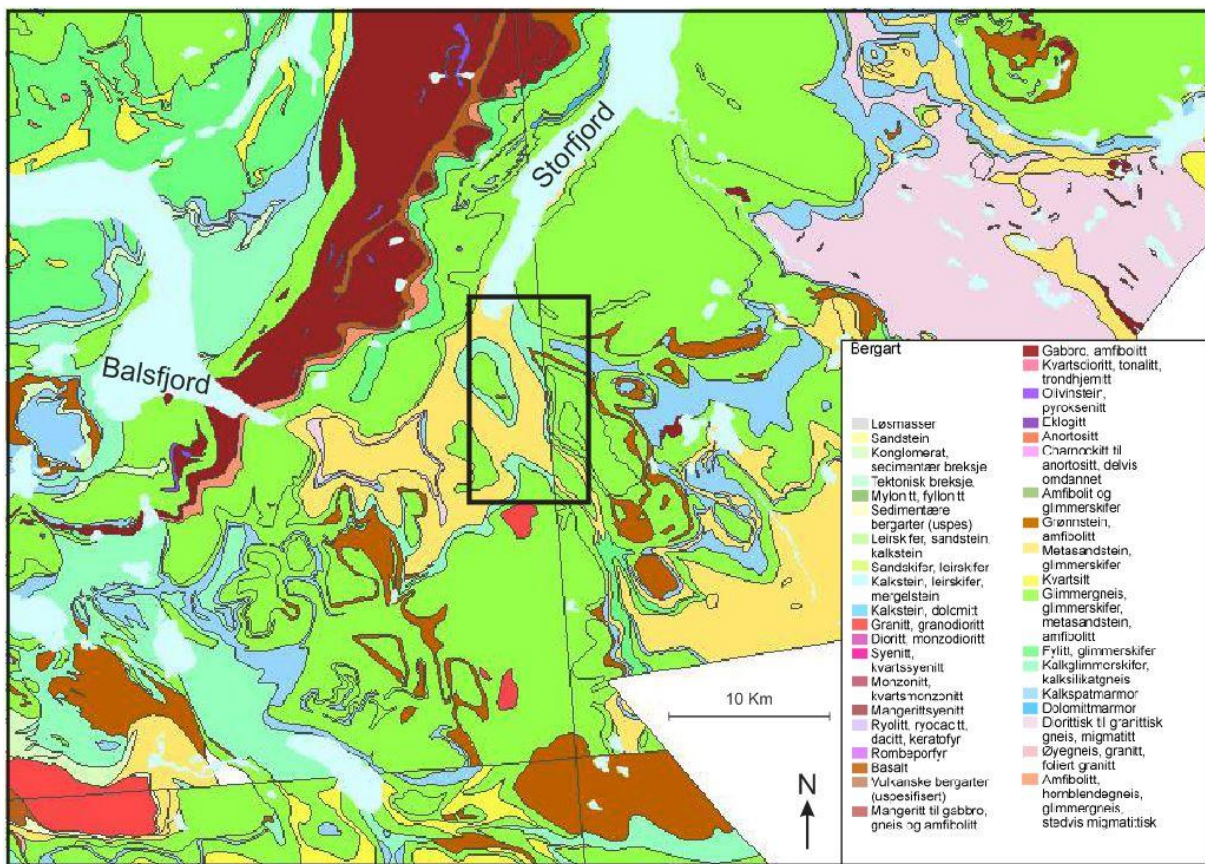 Storfjord
Balsfjord
Bergart
Løsmasser
Sandstein
Konglomerat,
sedimentær breksje
Tektonisk breksje,
Mylonitt, fyllonitt
Sedimentære
bergarter (uspes)
Leirskifer, sandstein,
kalkstein
Sandskifer, leirskifer
Kalkstein, leirskifer,
mergelstein
Kalkstein, dolomitt
Granitt, granodioritt
Dioritt, monzodioritt
Syenitt,
kvartssyenitt
Monzonitt,
kvartsmonzonitt
Mangerittsyenitt
Ryolitt, ryodacitt,
dacitt, keratofyr
Rombeporfyr
Basalt
Vulkanske bergarter
(uspesifisert)
Mangeritt til gabbro,
gneis og amfibolitt
Gabbro, amfibolitt
Kvartsdioritt, tonalitt,
trondhjemitt
Olivinstein,
pyroksenitt
Eklogitt
Anortositt
Charnockitt til
anortositt, delvis
omdannet
Amfibolit og
glimmerskifer
Grønnstein,
amfibolitt
Metasandstein,
glimmerskifer
Kvartsitt
Glimmergneis,
glimmerskifer,
metasandstein,
amfibolitt
Fylitt, glimmerskifer
Kalkglimmerskifer,
kalksilikatgneis
Kalkspatmarmor
Dolomittmarmor
Diorittisk til granittisk
gneis, migmatitt
Øyegneis, granitt,
foliert granitt
Amfibolitt,
hornblendegneis,
glimmergneis,
stedvis migmatittisk
10 Km
N